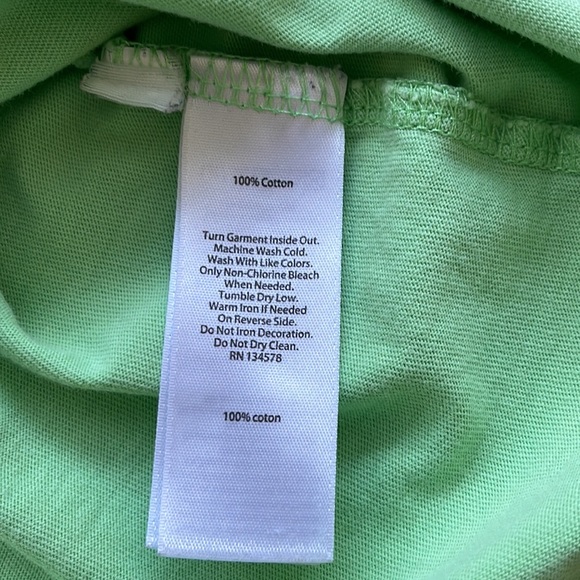 100% Cotton
Turn Garment Inside Out.
Machine Wash Cold.
Wash With Like Colors.
Only Non-Chlorine Bleach
When Needed.
Tumble Dry Low.
Warm Iron If Needed
On Reverse Side.
Do Not Iron Decoration.
Do Not Dry Clean.
RN 134578
100% coton